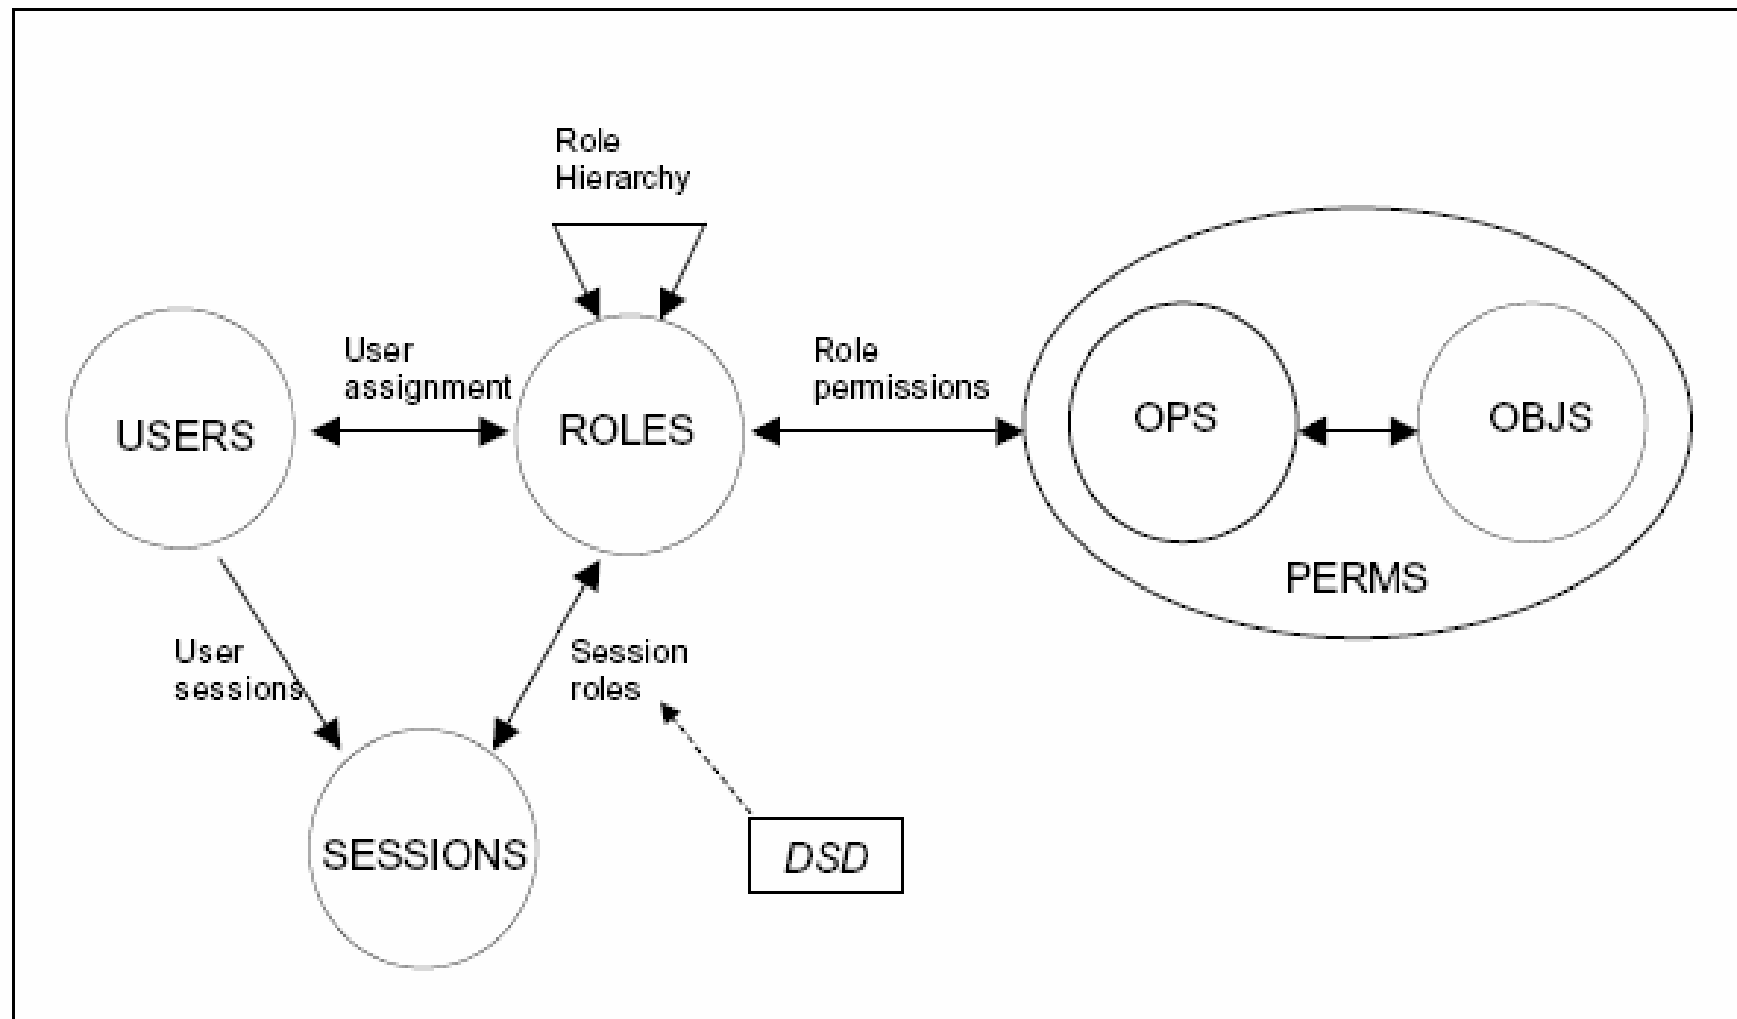 Role
Hierarchy
User
assignment
Role
permissions
USERS
ROLES
OPS
OBJS
PERMS
User
sessions
Session
roles
SESSIONS
DSD